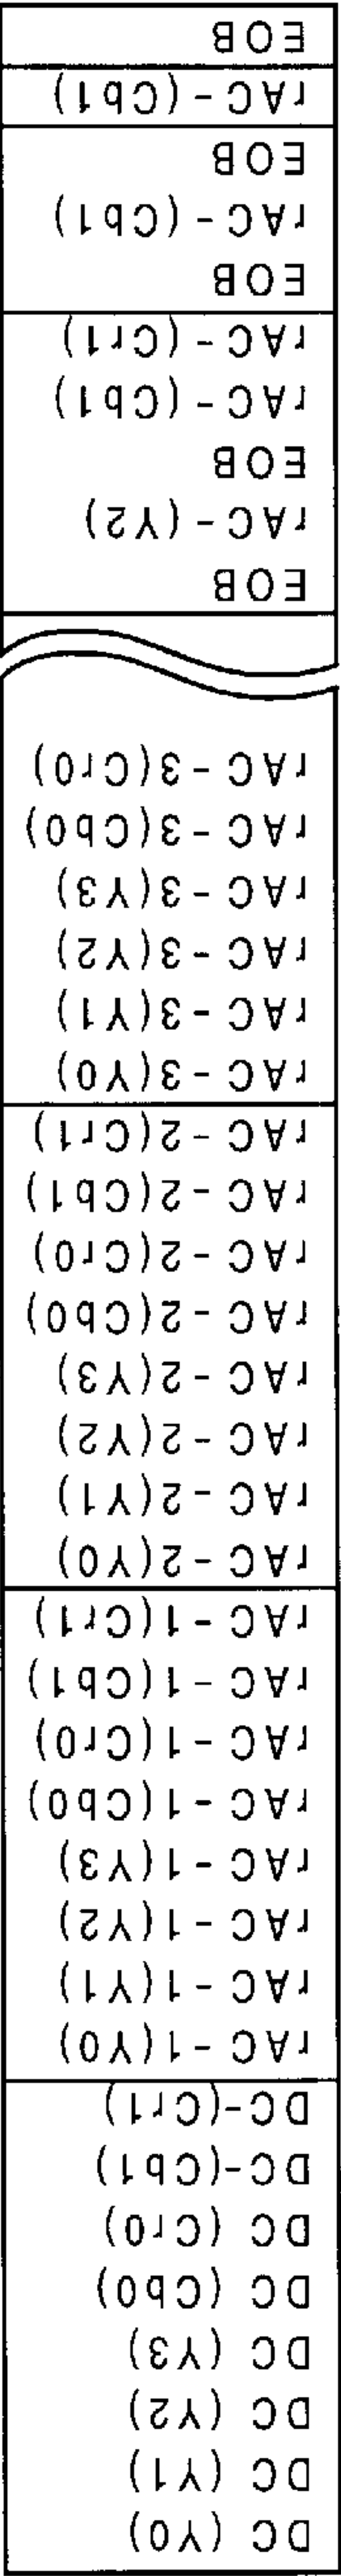 DC (Y0)
DC (Y1)
DC (Y2)
DC (Y3)
DC (Cb0)
DC (Cr0)
DC-(Cb1)
DC-(Cr1)
rAC-1(Y0)
rAC-1(Y1)
rAC-1(Y2)
rAC-1(Y3)
rAC-1(Cb0)
rAC-1(Cr0)
rAC-1(Cb1)
rAC-1(Cr1)
rAC-2(Y0)
rAC-2(Y1)
rAC-2(Y2)
rAC-2(Y3)
rAC-2(Cb0)
rAC-2(Cr0)
rAC-2(Cb1)
rAC-2(Cr1)
rAC-3(Y0)
rAC-3(Y1)
rAC-3(Y2)
rAC-3(Y3)
rAC-3(Cb0)
rAC-3(Cr0)
EOB
rAC-(Y2)
EOB
rAC-(Cb1)
rAC-(Cr1)
EOB
rAC-(Cb1)
EOB
rAC-(Cb1)
EOB